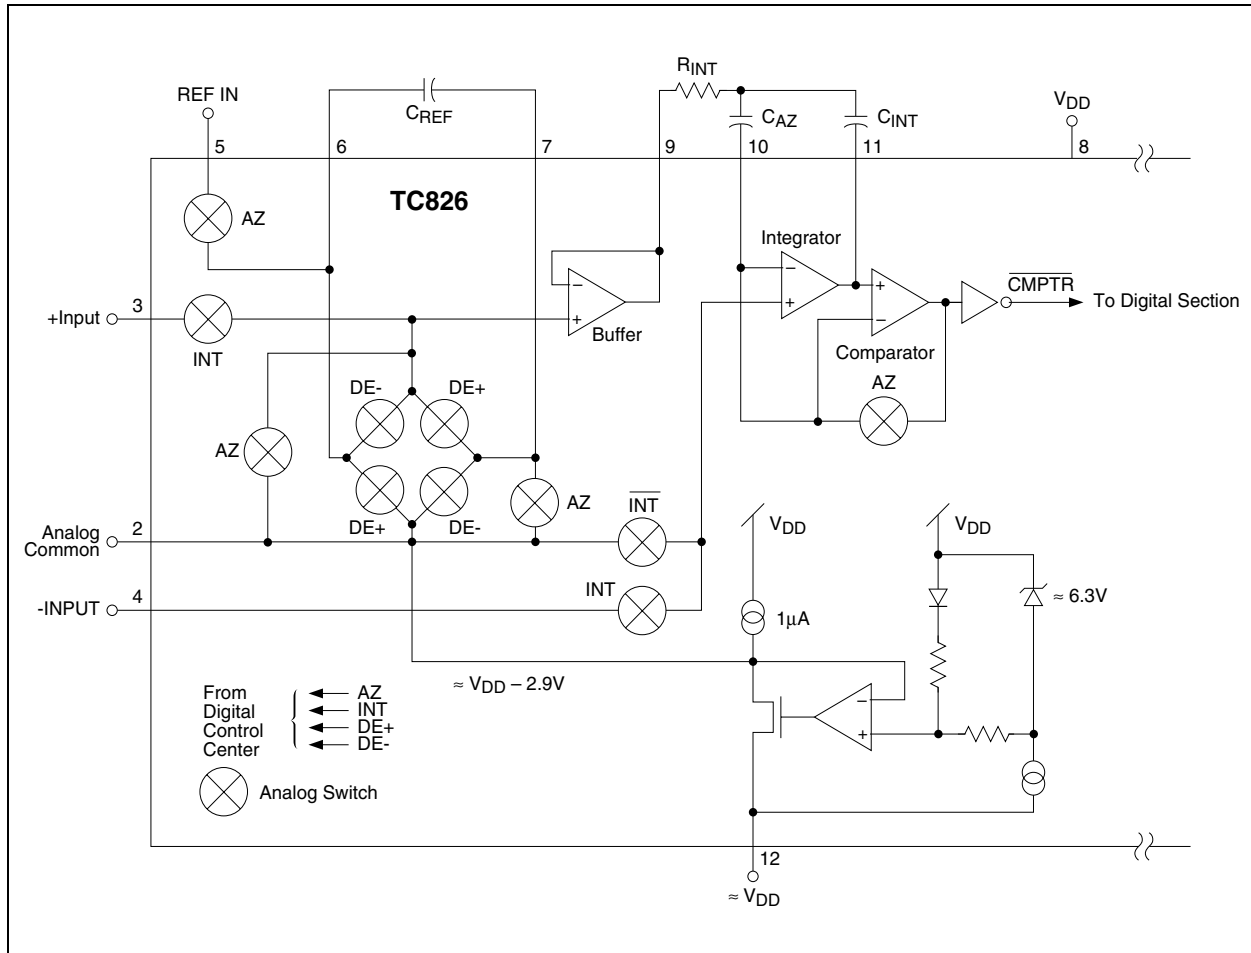 REF IN
C_REF
R_INT
C_AZ
C_INT
V_DD
5
6
7
9
10
11
8
TC826
AZ
Integrator
−
+
+
−
CMPTR
To Digital Section
Comparator
AZ
+Input
3
INT
−
+
Buffer
DE-
DE+
AZ
DE+
DE-
AZ
Analog
Common
2
INT
-INPUT
4
INT
V_DD
V_DD
1µA
≈ 6.3V
≈ V_DD – 2.9V
−
+
From
Digital
Control
Center
AZ
INT
DE+
DE-
Analog Switch
12
≈ V_DD